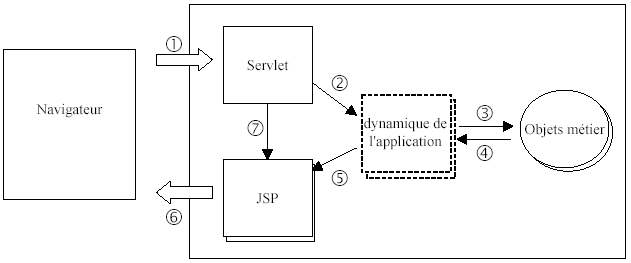 ①
Servlet
②
Navigateur
dynamique de
l'application
③
Objets métier
④
⑦
⑤
JSP
⑥